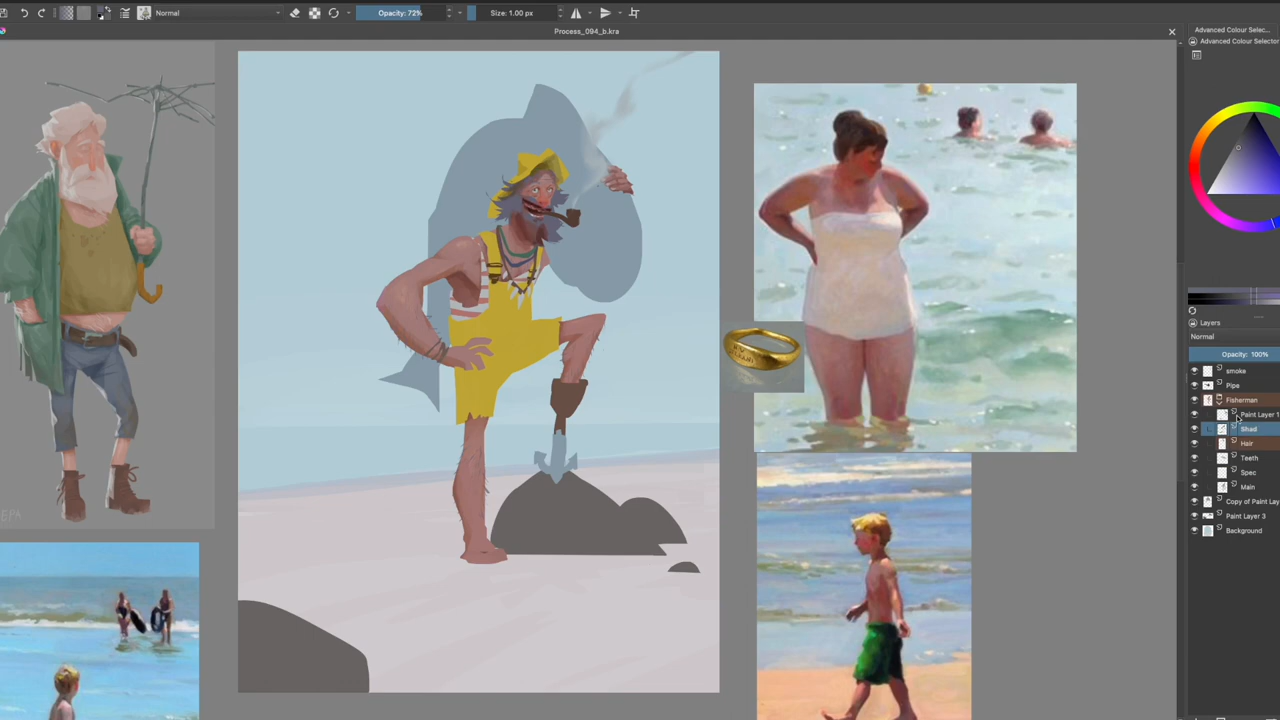 Normal
Opacity: 72%
Size: 1.00 px
Process_094_b.kra
Advanced Colour Selec...
Advanced Colour Selector
Layers
Normal
Opacity: 100%
smoke
Pipe
Fisherman
Paint Layer 1
Shad
Hair
Teeth
Spec
Main
Copy of Paint Lay
Paint Layer 3
Background